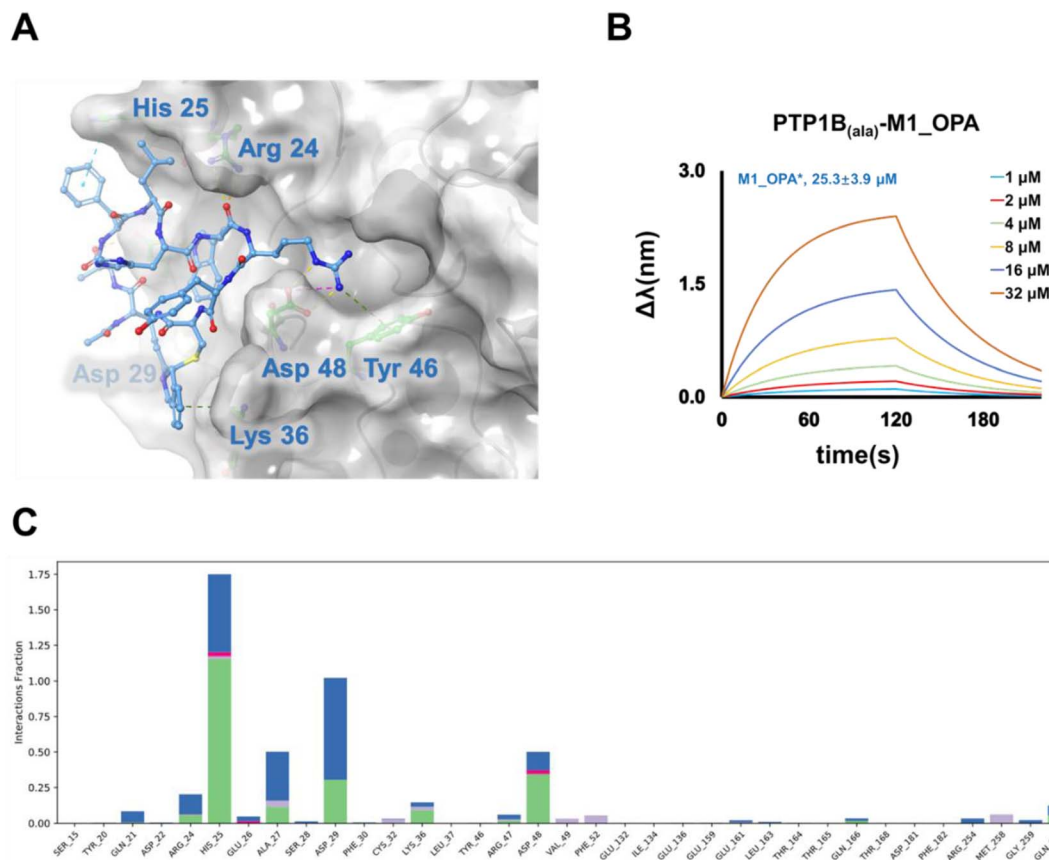 A
His 25
Arg 24
Asp 29
Asp 48
Tyr 46
Lys 36
B
PTP1B(ala)-M1_OPA
M1_OPA*, 25.3±3.9 µM
1 µM
2 µM
4 µM
8 µM
16 µM
32 µM
3.0
1.5
0.0
Δλ(nm)
0
60
120
180
time(s)
C
1.75
1.50
1.25
1.00
0.75
0.50
0.25
0.00
Interactions Fraction
SER_15
TYR_20
GLN_21
ASP_22
ARG_24
HIS_25
GLU_26
ALA_27
SER_28
ASP_29
PHE_30
CYS_32
LYS_36
LEU_37
TYR_46
ARG_47
ASP_48
VAL_49
PHE_52
GLU_132
ILE_134
GLU_136
GLU_159
GLU_161
LEU_163
THR_164
THR_165
GLN_166
THR_168
ASP_181
PHE_182
ARG_254
MET_258
GLY_259